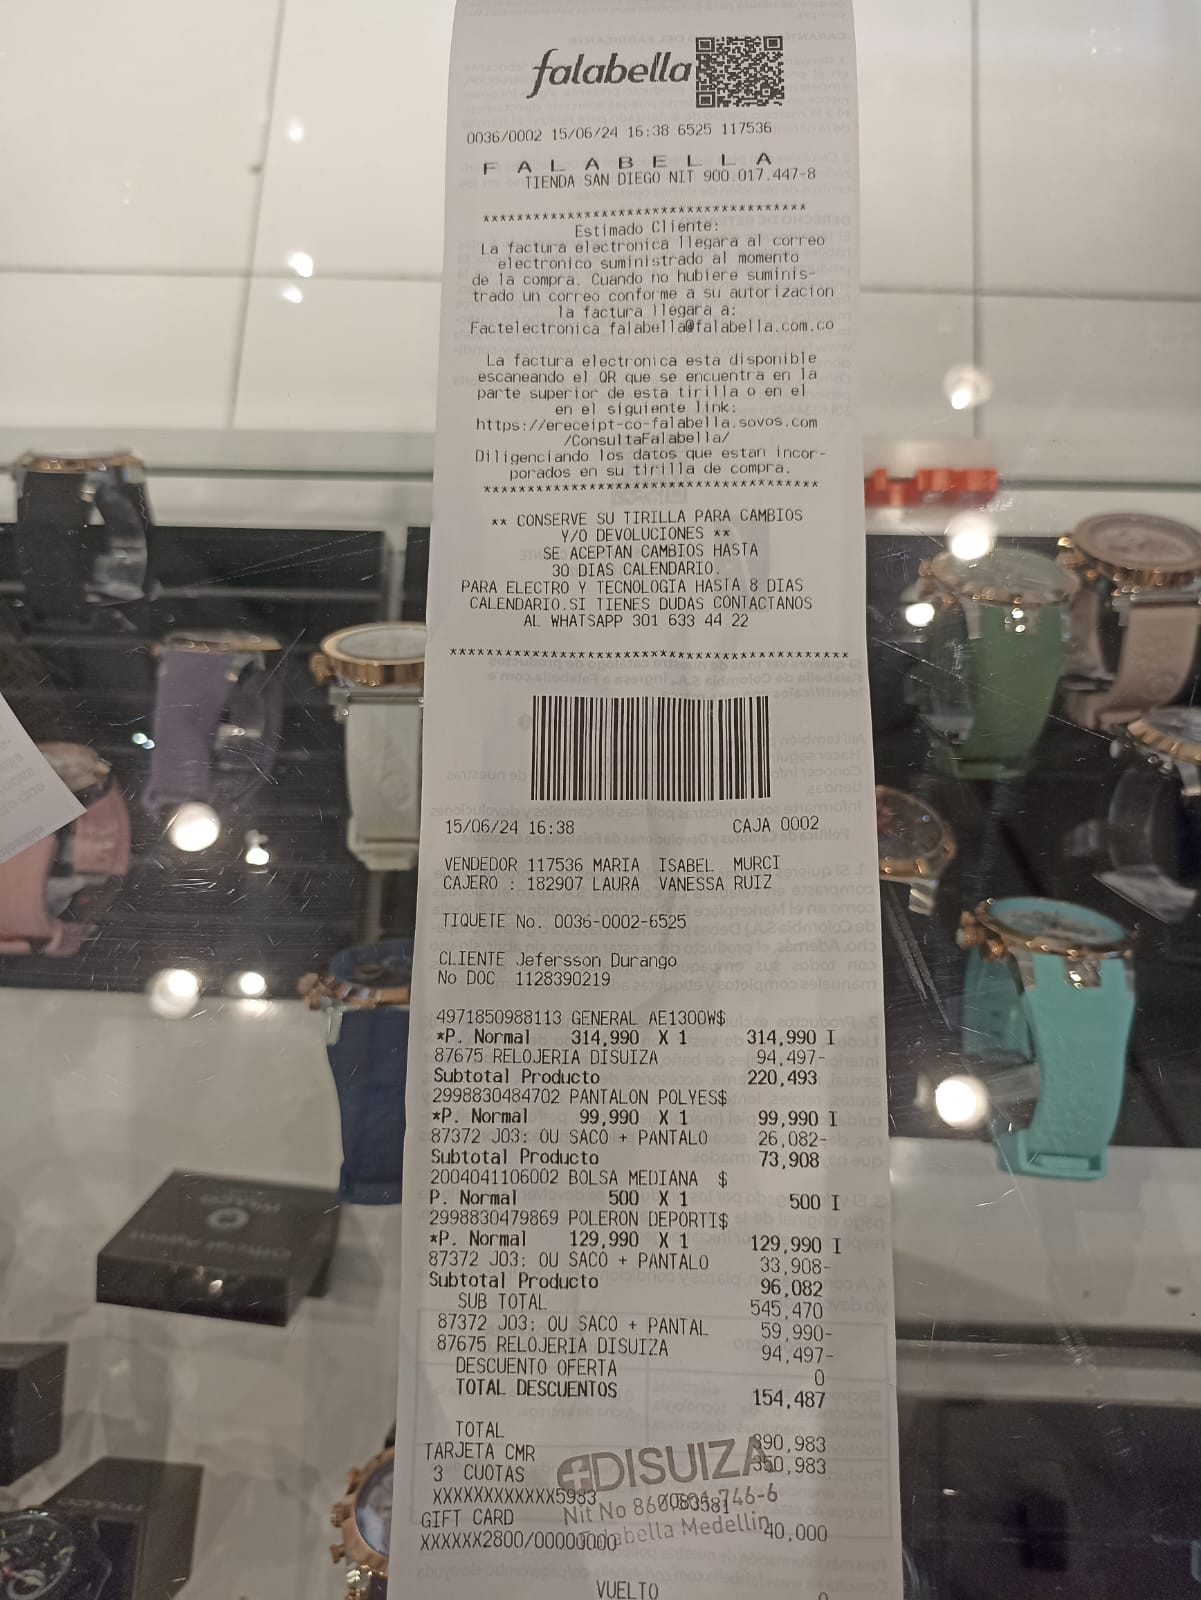 falabella
0036/0002 15/06/24 16:38 6525 117536
F A L A B E L L A
TIENDA SAN DIEGO NIT 900.017.447-8
****************************************
Estimado Cliente:
La factura electronica llegara al correo
electronico suministrado al momento
de la compra. Cuando no hubiere suminis-
trado un correo conforme a su autorizacion
la factura llegara a:
Factelectronica falabella@falabella.com.co
La factura electronica esta disponible
escaneando el QR que se encuentra en la
parte superior de esta tirilla o en el
en el siguiente link:
https://ereceipt-co-falabella.sovos.com
/ConsultaFalabella/
Diligenciando los datos que estan incor-
porados en su tirilla de compra.
****************************************
** CONSERVE SU TIRILLA PARA CAMBIOS
Y/O DEVOLUCIONES **
SE ACEPTAN CAMBIOS HASTA
30 DIAS CALENDARIO.
PARA ELECTRO Y TECNOLOGIA HASTA 8 DIAS
CALENDARIO.SI TIENES DUDAS CONTACTANOS
AL WHATSAPP 301 633 44 22
************************************************
15/06/24 16:38 CAJA 0002
VENDEDOR 117536 MARIA ISABEL MURCI
CAJERO : 182907 LAURA VANESSA RUIZ
TIQUETE No. 0036-0002-6525
CLIENTE Jefersson Durango
No DOC 1128390219
4971850988113 GENERAL AE1300W$
*P. Normal 314,990 X 1 314,990 I
87675 RELOJERIA DISUIZA 94,497-
Subtotal Producto 220,493
2998830484702 PANTALON POLYES$
*P. Normal 99,990 X 1 99,990 I
87372 J03: OU SACO + PANTALO 26,082-
Subtotal Producto 73,908
2004041106002 BOLSA MEDIANA $
P. Normal 500 X 1 500 I
2998830479869 POLERON DEPORTI$
*P. Normal 129,990 X 1 129,990 I
87372 J03: OU SACO + PANTALO 33,908-
Subtotal Producto 96,082
SUB TOTAL 545,470
87372 J03: OU SACO + PANTAL 59,990-
87675 RELOJERIA DISUIZA 94,497-
DESCUENTO OFERTA 0
TOTAL DESCUENTOS 154,487
TOTAL 390,983
TARJETA CMR 350,983
3 CUOTAS
XXXXXXXXXXXX5983
GIFT CARD 40,000
XXXXXX2800/00000000
DISUIZA
Nit No
Falabella Medellin
VUELTO 0